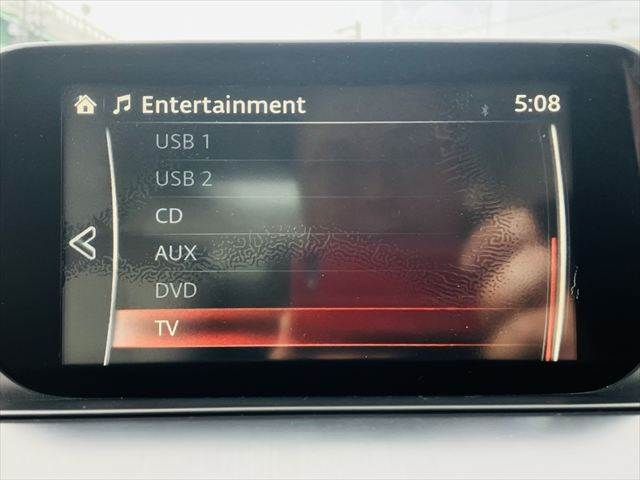 Entertainment 5:08
USB 1
USB 2
CD
AUX
DVD
TV